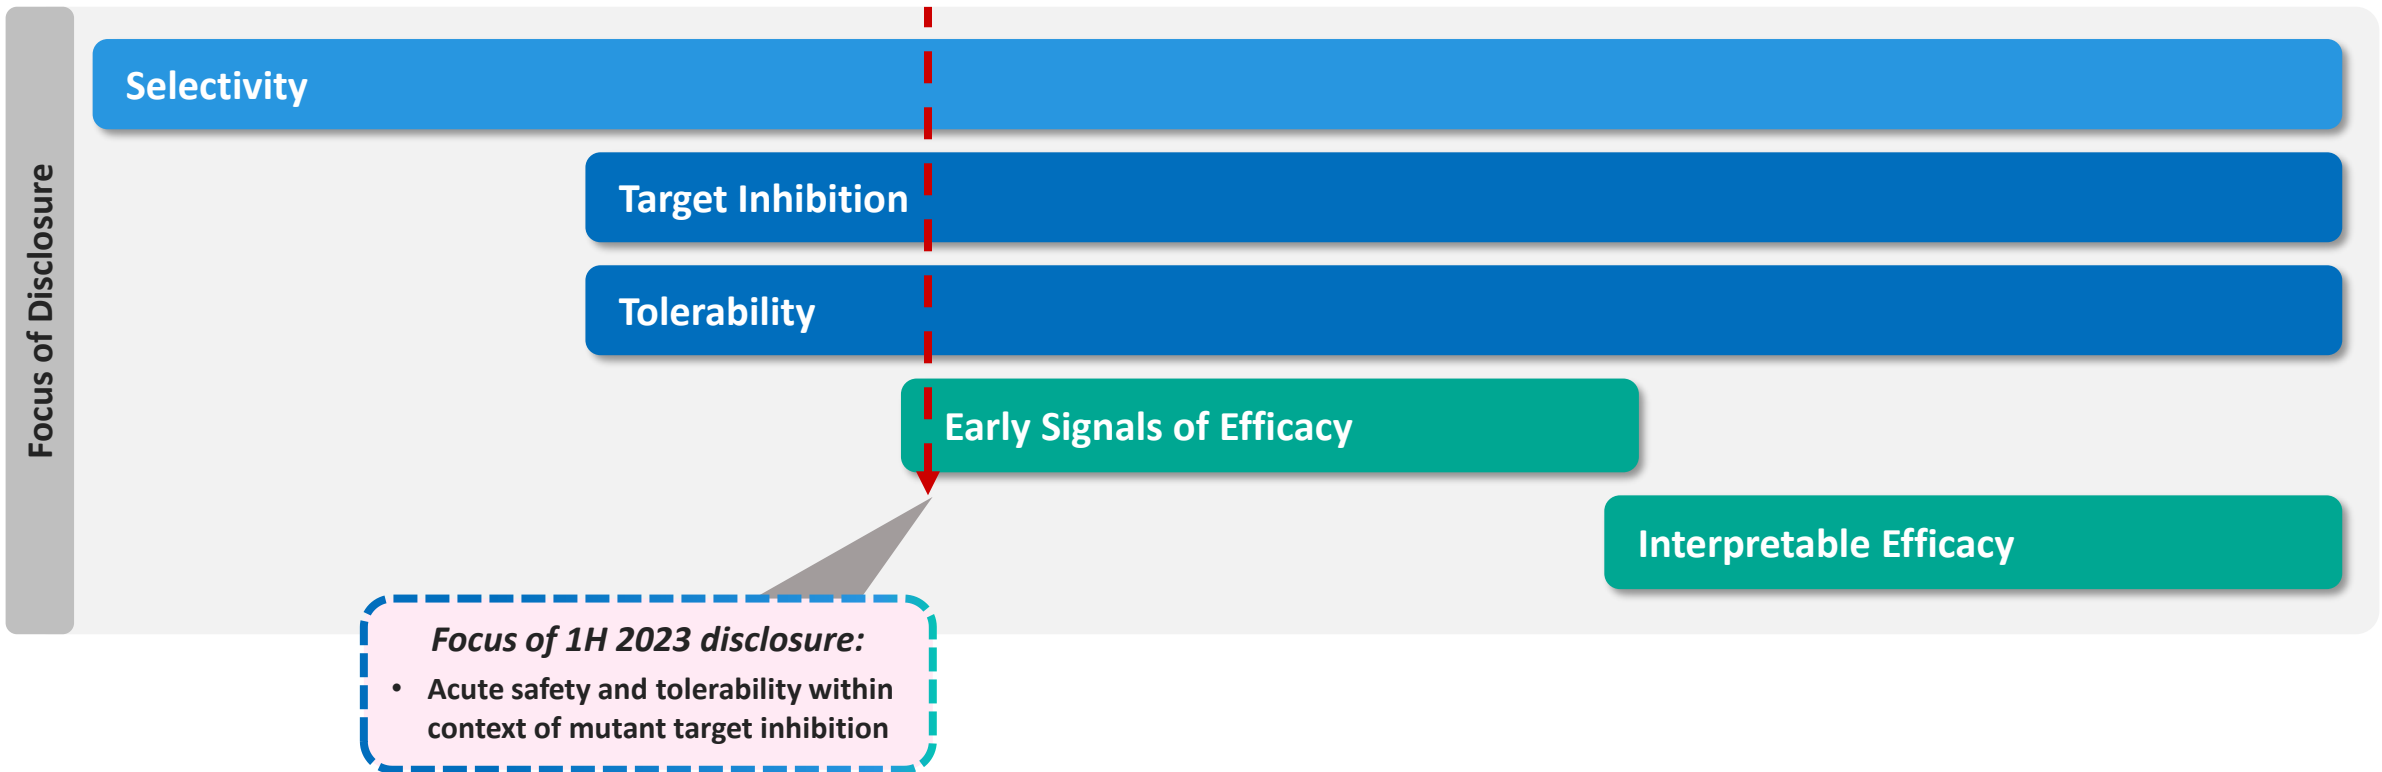 Focus of Disclosure
Selectivity
Target Inhibition
Tolerability
Early Signals of Efficacy
Interpretable Efficacy
Focus of 1H 2023 disclosure:
• Acute safety and tolerability within
context of mutant target inhibition